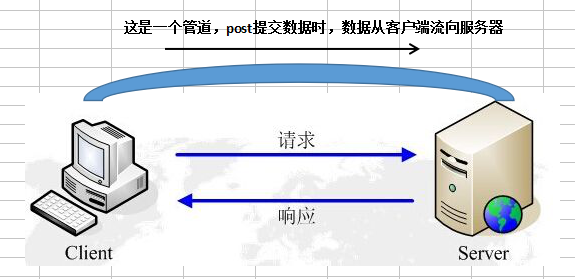 这是一个管道，post提交数据时，数据从客户端流向服务器
请求
响应
Client
Server